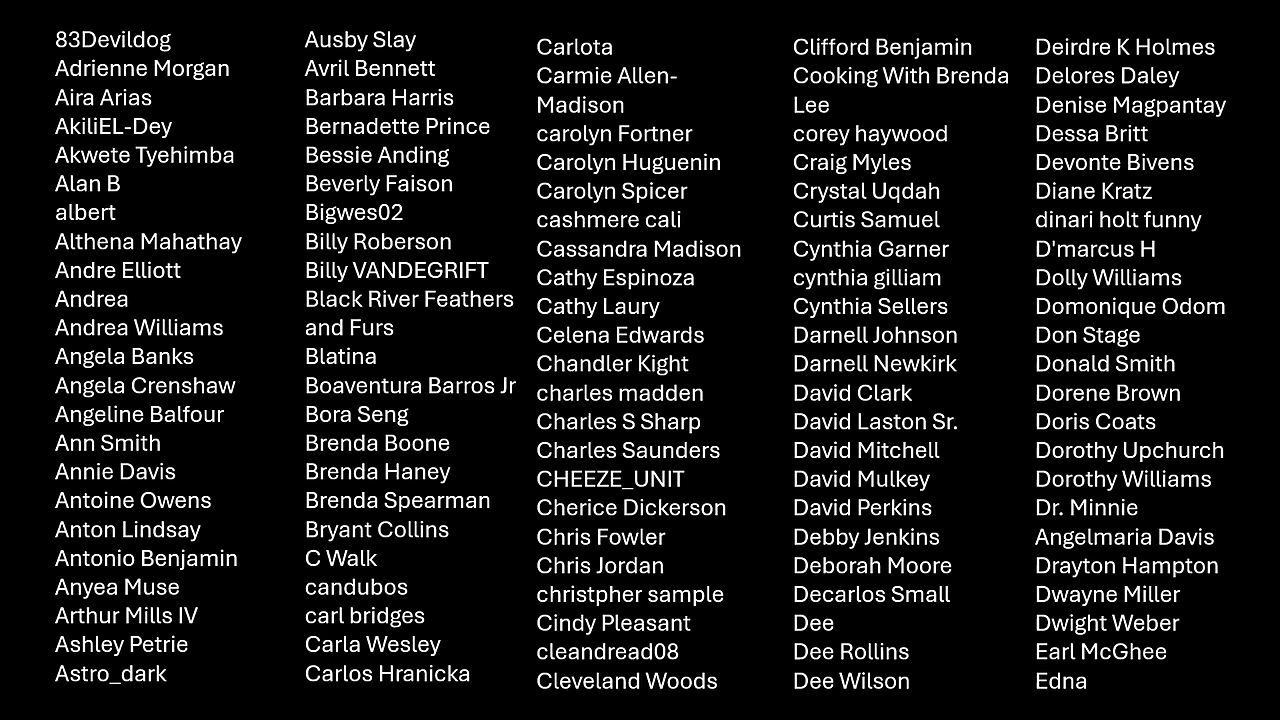 83Devildog
Adrienne Morgan
Aira Arias
AkiliEL-Dey
Akwete Tyehimba
Alan B
albert
Althena Mahathay
Andre Elliott
Andrea
Andrea Williams
Angela Banks
Angela Crenshaw
Angeline Balfour
Ann Smith
Annie Davis
Antoine Owens
Anton Lindsay
Antonio Benjamin
Anyea Muse
Arthur Mills IV
Ashley Petrie
Astro_dark
Ausby Slay
Avril Bennett
Barbara Harris
Bernadette Prince
Bessie Anding
Beverly Faison
Bigwes02
Billy Roberson
Billy VANDEGRIFT
Black River Feathers
and Furs
Blatina
Boaventura Barros Jr
Bora Seng
Brenda Boone
Brenda Haney
Brenda Spearman
Bryant Collins
C Walk
candubos
carl bridges
Carla Wesley
Carlos Hranicka
Carlota
Carmie Allen-
Madison
carolyn Fortner
Carolyn Huguenin
Carolyn Spicer
cashmere cali
Cassandra Madison
Cathy Espinoza
Cathy Laury
Celena Edwards
Chandler Kight
charles madden
Charles S Sharp
Charles Saunders
CHEEZE_UNIT
Cherice Dickerson
Chris Fowler
Chris Jordan
christpher sample
Cindy Pleasant
cleandread08
Cleveland Woods
Clifford Benjamin
Cooking With Brenda
Lee
corey haywood
Craig Myles
Crystal Uqdah
Curtis Samuel
Cynthia Garner
cynthia gilliam
Cynthia Sellers
Darnell Johnson
Darnell Newkirk
David Clark
David Laston Sr.
David Mitchell
David Mulkey
David Perkins
Debby Jenkins
Deborah Moore
Decarlos Small
Dee
Dee Rollins
Dee Wilson
Deirdre K Holmes
Delores Daley
Denise Magpantay
Dessa Britt
Devonte Bivens
Diane Kratz
dinari holt funny
D'marcus H
Dolly Williams
Domonique Odom
Don Stage
Donald Smith
Dorene Brown
Doris Coats
Dorothy Upchurch
Dorothy Williams
Dr. Minnie
Angelmaria Davis
Drayton Hampton
Dwayne Miller
Dwight Weber
Earl McGhee
Edna